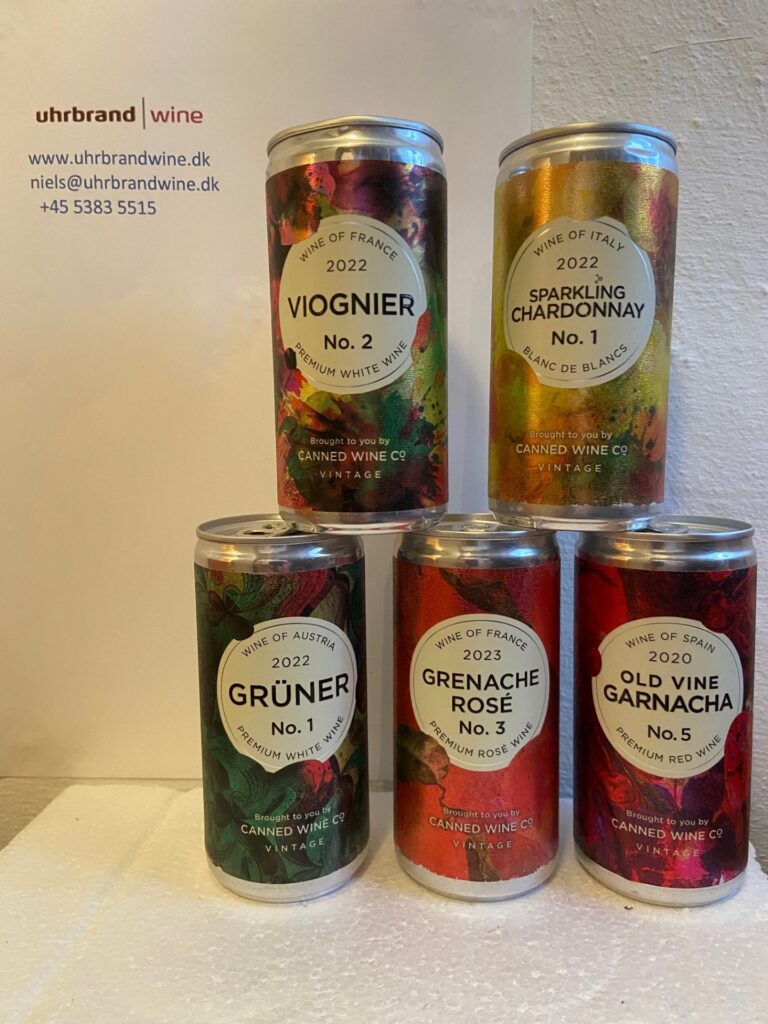 uhrbrand | wine
www.uhrbrandwine.dk
niels@uhrbrandwine.dk
+45 5383 5515
WINE OF FRANCE
2022
VIOGNIER
No. 2
PREMIUM WHITE WINE
Brought to you by
CANNED WINE Co
VINTAGE
WINE OF ITALY
2022
SPARKLING
CHARDONNAY
No. 1
BLANC DE BLANCS
Brought to you by
CANNED WINE Co
VINTAGE
WINE OF AUSTRIA
2022
GRÜNER
No. 1
PREMIUM WHITE WINE
Brought to you by
CANNED WINE Co
VINTAGE
WINE OF FRANCE
2023
GRENACHE
ROSÉ
No. 3
PREMIUM ROSÉ WINE
Brought to you by
CANNED WINE Co
VINTAGE
WINE OF SPAIN
2020
OLD VINE
GARNACHA
No. 5
PREMIUM RED WINE
Brought to you by
CANNED WINE Co
VINTAGE